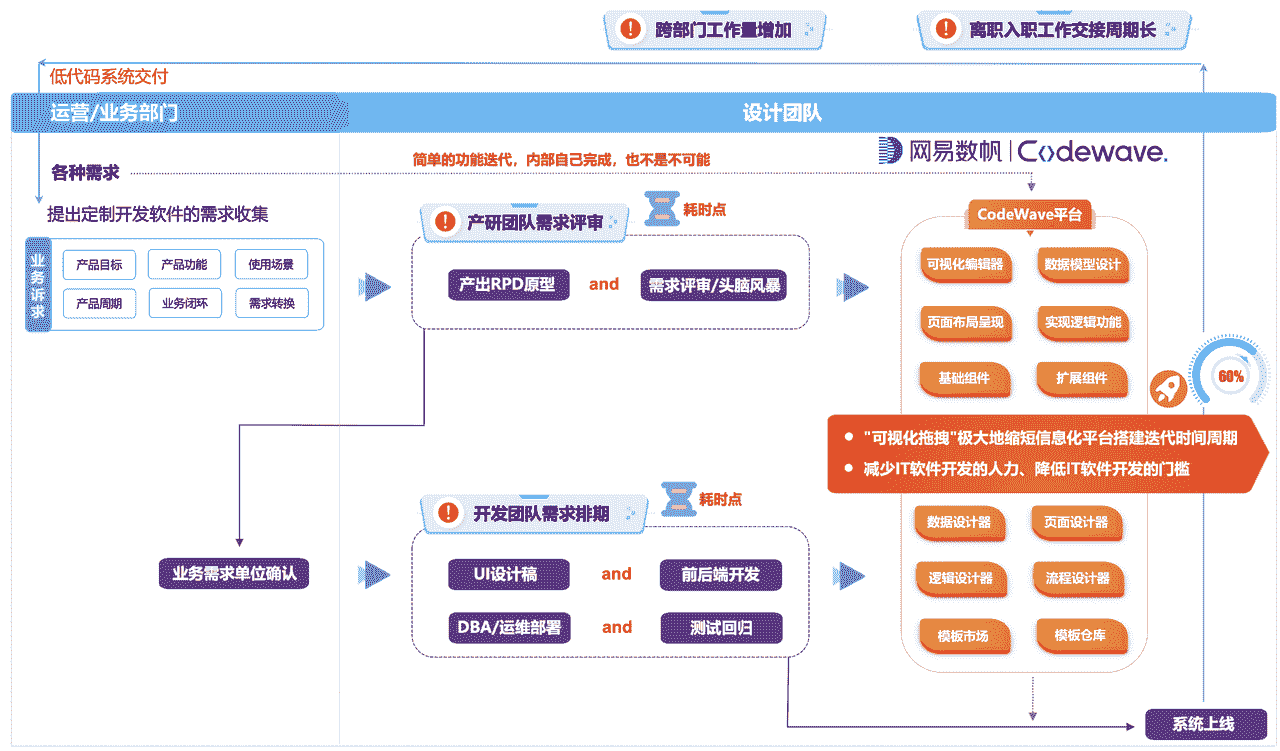 跨部门工作量增加
离职入职工作交接周期长
低代码系统交付
运营/业务部门
设计团队
各种需求
简单的功能迭代，内部自己完成，也不是不可能
网易数帆 | Codewave.
提出定制开发软件的需求收集
业务诉求
产品目标
产品功能
使用场景
产品周期
业务闭环
需求转换
产研团队需求评审
耗时点
产出RPD原型
and
需求评审/头脑风暴
CodeWave平台
可视化编辑器
数据模型设计
页面布局呈现
实现逻辑功能
基础组件
扩展组件
60%
"可视化拖拽"极大地缩短信息化平台搭建迭代时间周期
减少IT软件开发的人力、降低IT软件开发的门槛
开发团队需求排期
耗时点
业务需求单位确认
UI设计稿
and
前后端开发
DBA/运维部署
and
测试回归
数据设计器
页面设计器
逻辑设计器
流程设计器
模板市场
模板仓库
系统上线